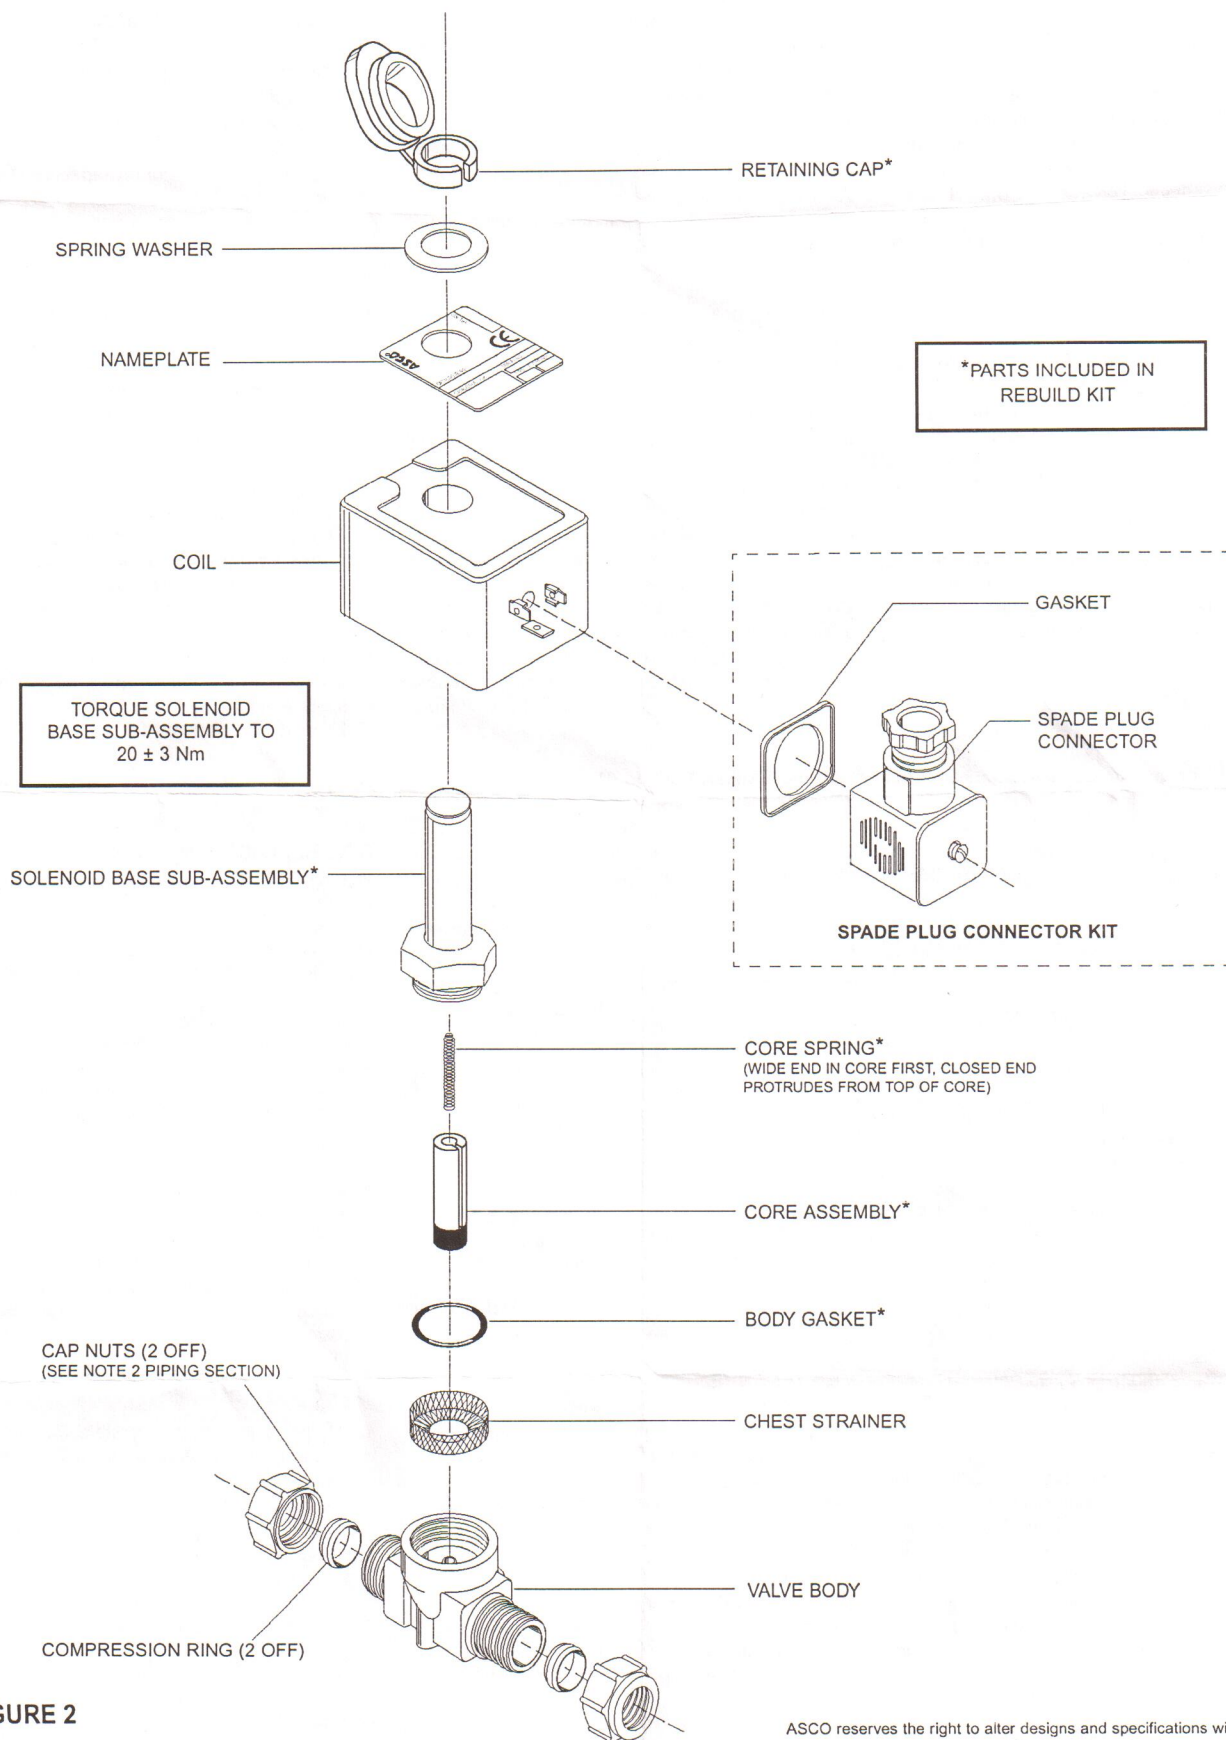 RETAINING CAP*
SPRING WASHER
NAMEPLATE
ASCO
CE
*PARTS INCLUDED IN
REBUILD KIT
COIL
GASKET
TORQUE SOLENOID
BASE SUB-ASSEMBLY TO
20 ± 3 Nm
SPADE PLUG
CONNECTOR
SOLENOID BASE SUB-ASSEMBLY*
SPADE PLUG CONNECTOR KIT
CORE SPRING*
(WIDE END IN CORE FIRST, CLOSED END
PROTRUDES FROM TOP OF CORE)
CORE ASSEMBLY*
BODY GASKET*
CAP NUTS (2 OFF)
(SEE NOTE 2 PIPING SECTION)
CHEST STRAINER
VALVE BODY
COMPRESSION RING (2 OFF)
GURE 2
ASCO reserves the right to alter designs and specifications wi